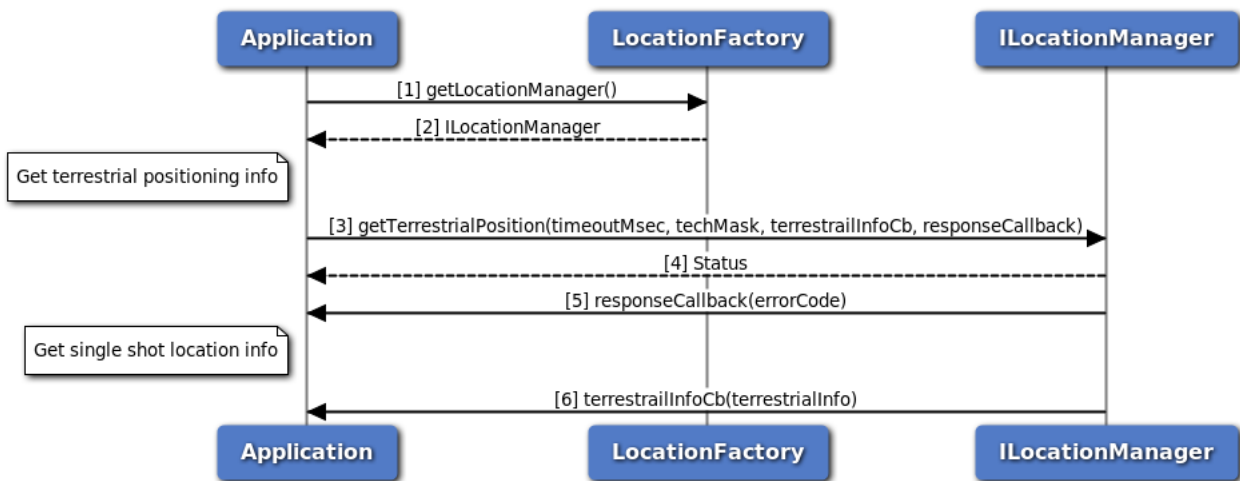 Application
LocationFactory
ILocationManager
[1] getLocationManager()
[2] ILocationManager
Get terrestrial positioning info
[3] getTerrestrialPosition(timeoutMsec, techMask, terrestrailInfoCb, responseCallback)
[4] Status
[5] responseCallback(errorCode)
Get single shot location info
[6] terrestrailInfoCb(terrestrialInfo)
Application
LocationFactory
ILocationManager